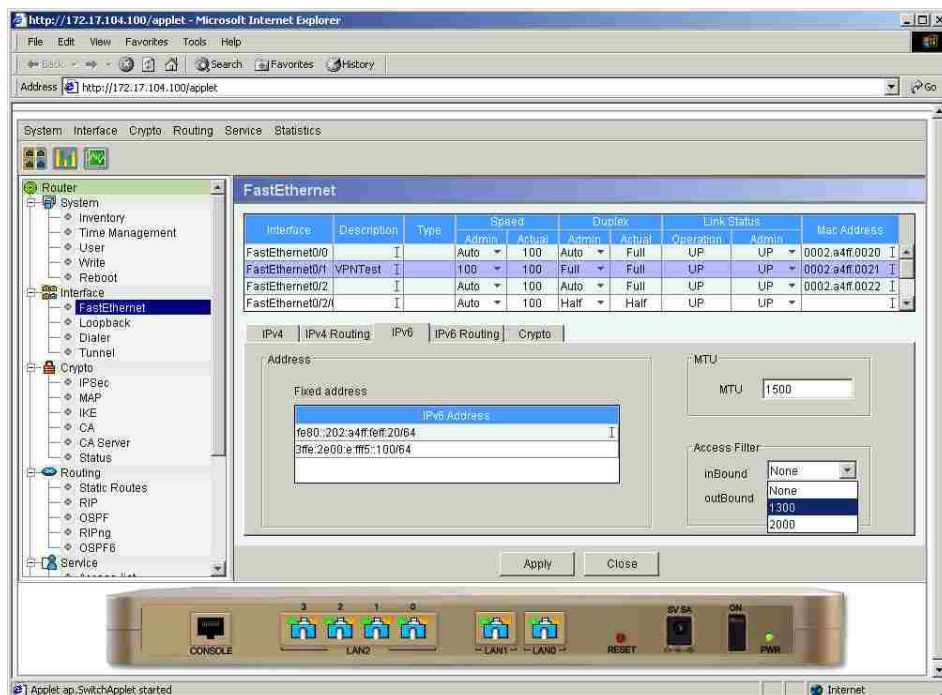 http://172.17.104.100/applet - Microsoft Internet Explorer
File Edit View Favorites Tools Help
Back Search Favorites History
Address http://172.17.104.100/applet Go
System Interface Crypto Routing Service Statistics
Router
System
Inventory
Time Management
User
Write
Reboot
Interface
FastEthernet
Loopback
Dialer
Tunnel
Crypto
IPSec
MAP
IKE
CA
CA Server
Status
Routing
Static Routes
RIP
OSPF
RIPng
OSPF6
Service
Access list
FastEthernet
Interface Description Type Speed Duplex Link Status Mac Address
Admin Actual Admin Actual Operation Admin
FastEthernet0/0 Auto 100 Auto Full UP UP 0002.a4ff.0020
FastEthernet0/1 VPNTest 100 100 Full Full UP UP 0002.a4ff.0021
FastEthernet0/2 Auto 100 Auto Full UP UP 0002.a4ff.0022
FastEthernet0/2/ Auto 100 Half Half UP UP
IPv4 IPv4 Routing IPv6 IPv6 Routing Crypto
Address
Fixed address
IPv6 Address
fe80::202:a4ff:feff:20/64
3ffe:2e00:e:fff5::100/64
MTU
MTU 1500
Access Filter
inBound None
outBound
None
1300
2000
Apply Close
3 2 1 0
CONSOLE LAN2 LAN1 LAN0 RESET 5V 5A ON PWR
Applet ap.SwitchApplet started Internet